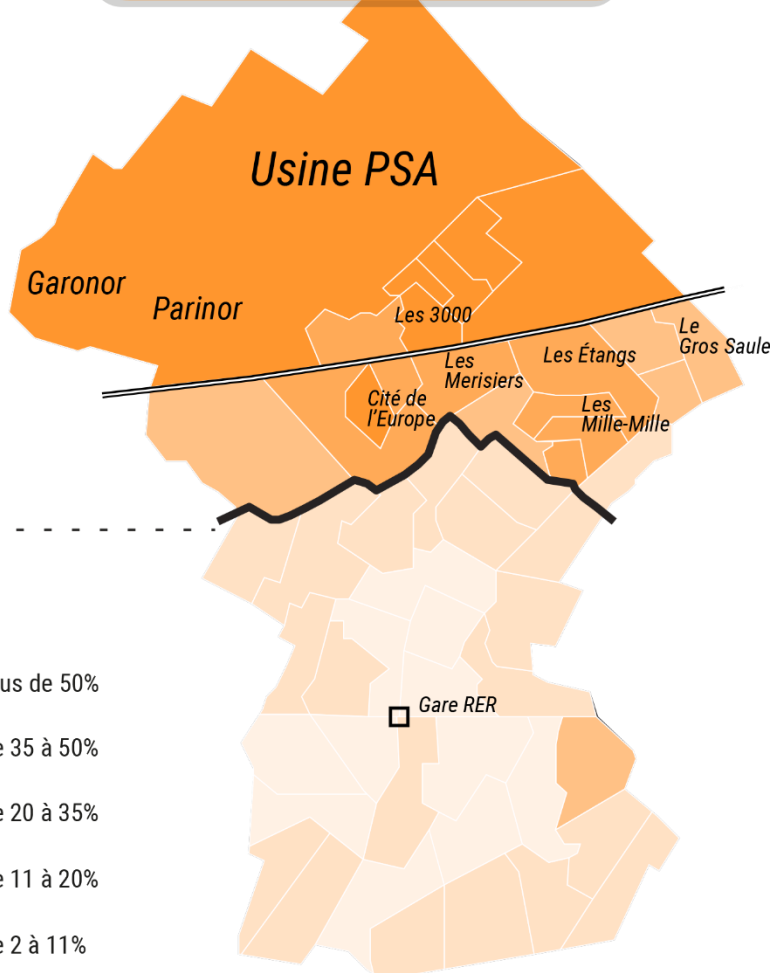 Usine PSA
Garonor
Parinor
Les 3000
Le
Gros Saule
Les
Merisiers
Les Étangs
Cité de
l'Europe
Les
Mille-Mille
Gare RER
us de 50%
e 35 à 50%
e 20 à 35%
e 11 à 20%
e 2 à 11%